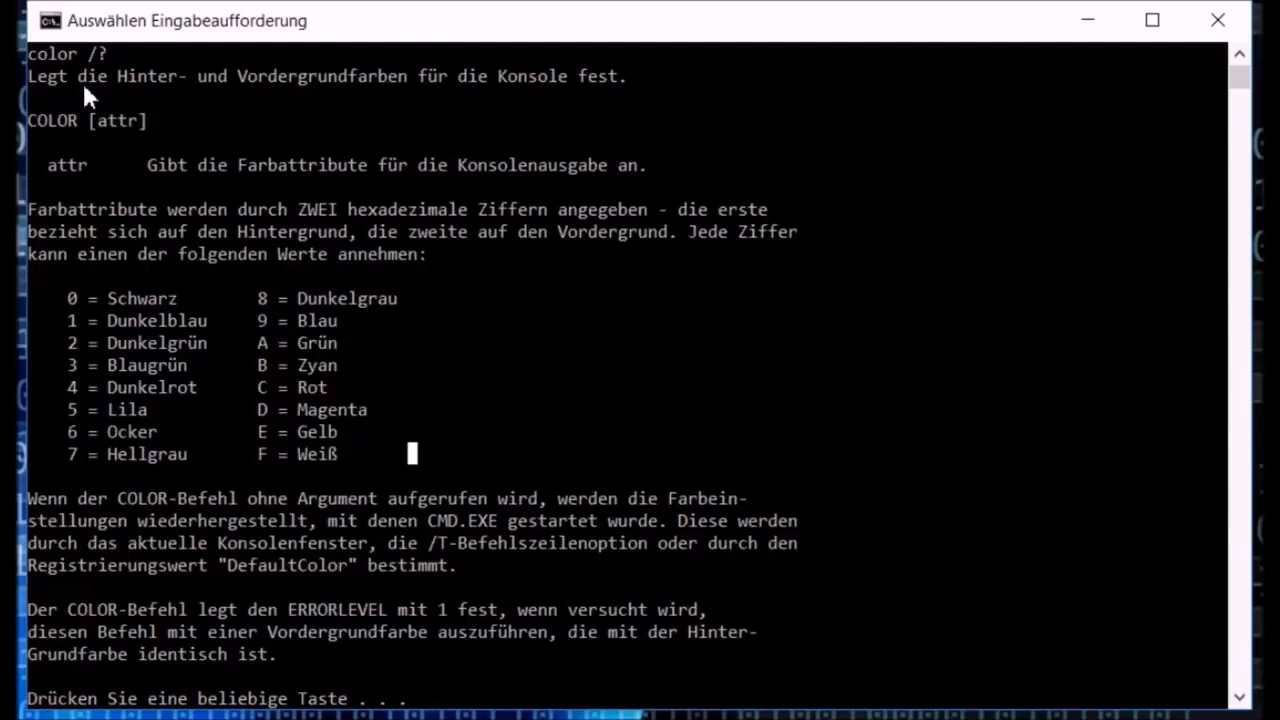 Auswählen Eingabeaufforderung
color /?
Legt die Hinter- und Vordergrundfarben für die Konsole fest.
COLOR [attr]
attr Gibt die Farbattribute für die Konsolenausgabe an.
Farbattribute werden durch ZWEI hexadezimale Ziffern angegeben - die erste
bezieht sich auf den Hintergrund, die zweite auf den Vordergrund. Jede Ziffer
kann einen der folgenden Werte annehmen:
0 = Schwarz 8 = Dunkelgrau
1 = Dunkelblau 9 = Blau
2 = Dunkelgrün A = Grün
3 = Blaugrün B = Zyan
4 = Dunkelrot C = Rot
5 = Lila D = Magenta
6 = Ocker E = Gelb
7 = Hellgrau F = Weiß
Wenn der COLOR-Befehl ohne Argument aufgerufen wird, werden die Farbein-
stellungen wiederhergestellt, mit denen CMD.EXE gestartet wurde. Diese werden
durch das aktuelle Konsolenfenster, die /T-Befehlszeilenoption oder durch den
Registrierungswert "DefaultColor" bestimmt.
Der COLOR-Befehl legt den ERRORLEVEL mit 1 fest, wenn versucht wird,
diesen Befehl mit einer Vordergrundfarbe auszuführen, die mit der Hinter-
Grundfarbe identisch ist.
Drücken Sie eine beliebige Taste . . .